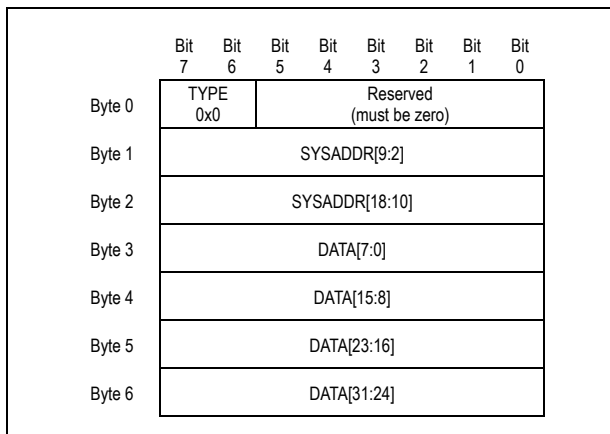 Bit Bit Bit Bit Bit Bit Bit Bit
7 6 5 4 3 2 1 0
Byte 0 TYPE Reserved
0x0 (must be zero)
Byte 1 SYSADDR[9:2]
Byte 2 SYSADDR[18:10]
Byte 3 DATA[7:0]
Byte 4 DATA[15:8]
Byte 5 DATA[23:16]
Byte 6 DATA[31:24]